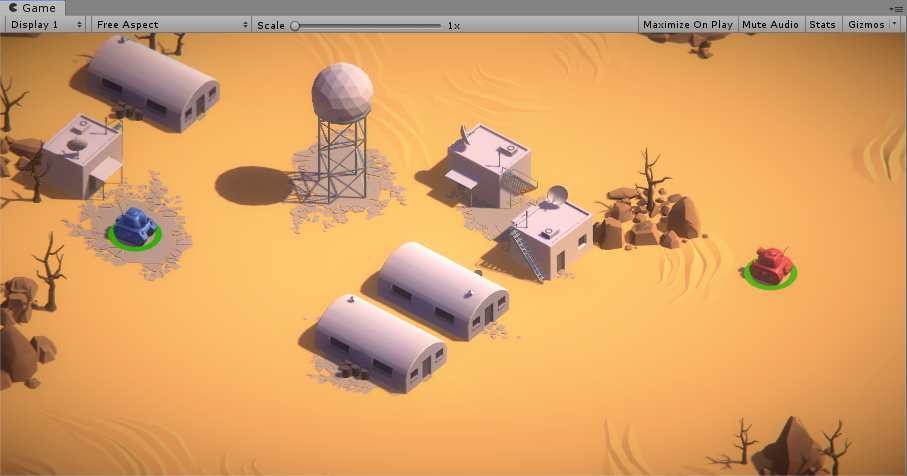 Game
Display 1 Free Aspect Scale 1x Maximize On Play Mute Audio Stats Gizmos